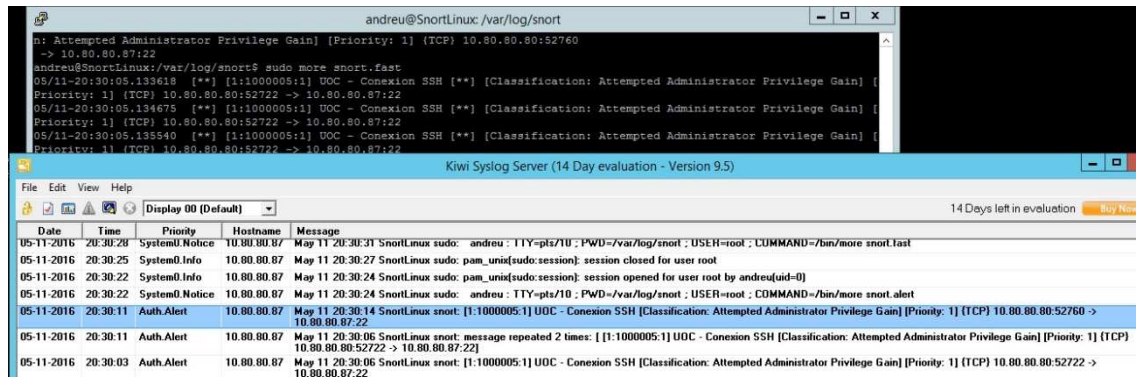 andreu@SnortLinux: /var/log/snort
n: Attempted Administrator Privilege Gain] [Priority: 1] {TCP} 10.80.80.80:52760
-> 10.80.80.87:22
andreu@SnortLinux:/var/log/snort$ sudo more snort.fast
05/11-20:30:05.133618 [**] [1:1000005:1] UOC - Conexion SSH [**] [Classification: Attempted Administrator Privilege Gain] [
Priority: 1] {TCP} 10.80.80.80:52722 -> 10.80.80.87:22
05/11-20:30:05.134675 [**] [1:1000005:1] UOC - Conexion SSH [**] [Classification: Attempted Administrator Privilege Gain] [
Priority: 1] {TCP} 10.80.80.80:52722 -> 10.80.80.87:22
05/11-20:30:05.135540 [**] [1:1000005:1] UOC - Conexion SSH [**] [Classification: Attempted Administrator Privilege Gain] [
Priority: 1] {TCP} 10.80.80.80:52722 -> 10.80.80.87:22
Kiwi Syslog Server (14 Day evaluation - Version 9.5)
File Edit View Help
Display 00 (Default) 14 Days left in evaluation Buy Now
Date Time Priority Hostname Message
05-11-2016 20:30:28 System0.Notice 10.80.80.87 May 11 20:30:31 SnortLinux sudo: andreu : TTY=pts/10 ; PWD=/var/log/snort ; USER=root ; COMMAND=/bin/more snort.fast
05-11-2016 20:30:25 System0.Info 10.80.80.87 May 11 20:30:27 SnortLinux sudo: pam_unix(sudo:session): session closed for user root
05-11-2016 20:30:22 System0.Info 10.80.80.87 May 11 20:30:24 SnortLinux sudo: pam_unix(sudo:session): session opened for user root by andreu(uid=0)
05-11-2016 20:30:22 System0.Notice 10.80.80.87 May 11 20:30:24 SnortLinux sudo: andreu : TTY=pts/10 ; PWD=/var/log/snort ; USER=root ; COMMAND=/bin/more snort.alert
05-11-2016 20:30:11 Auth.Alert 10.80.80.87 May 11 20:30:14 SnortLinux snort: [1:1000005:1] UOC - Conexion SSH [Classification: Attempted Administrator Privilege Gain] [Priority: 1] {TCP} 10.80.80.80:52760 ->
10.80.80.87:22
05-11-2016 20:30:11 Auth.Alert 10.80.80.87 May 11 20:30:06 SnortLinux snort: message repeated 2 times: [ [1:1000005:1] UOC - Conexion SSH [Classification: Attempted Administrator Privilege Gain] [Priority: 1] {TCP}
10.80.80.80:52722 -> 10.80.80.87:22]
05-11-2016 20:30:03 Auth.Alert 10.80.80.87 May 11 20:30:06 SnortLinux snort: [1:1000005:1] UOC - Conexion SSH [Classification: Attempted Administrator Privilege Gain] [Priority: 1] {TCP} 10.80.80.80:52722 ->
10.80.80.87:22